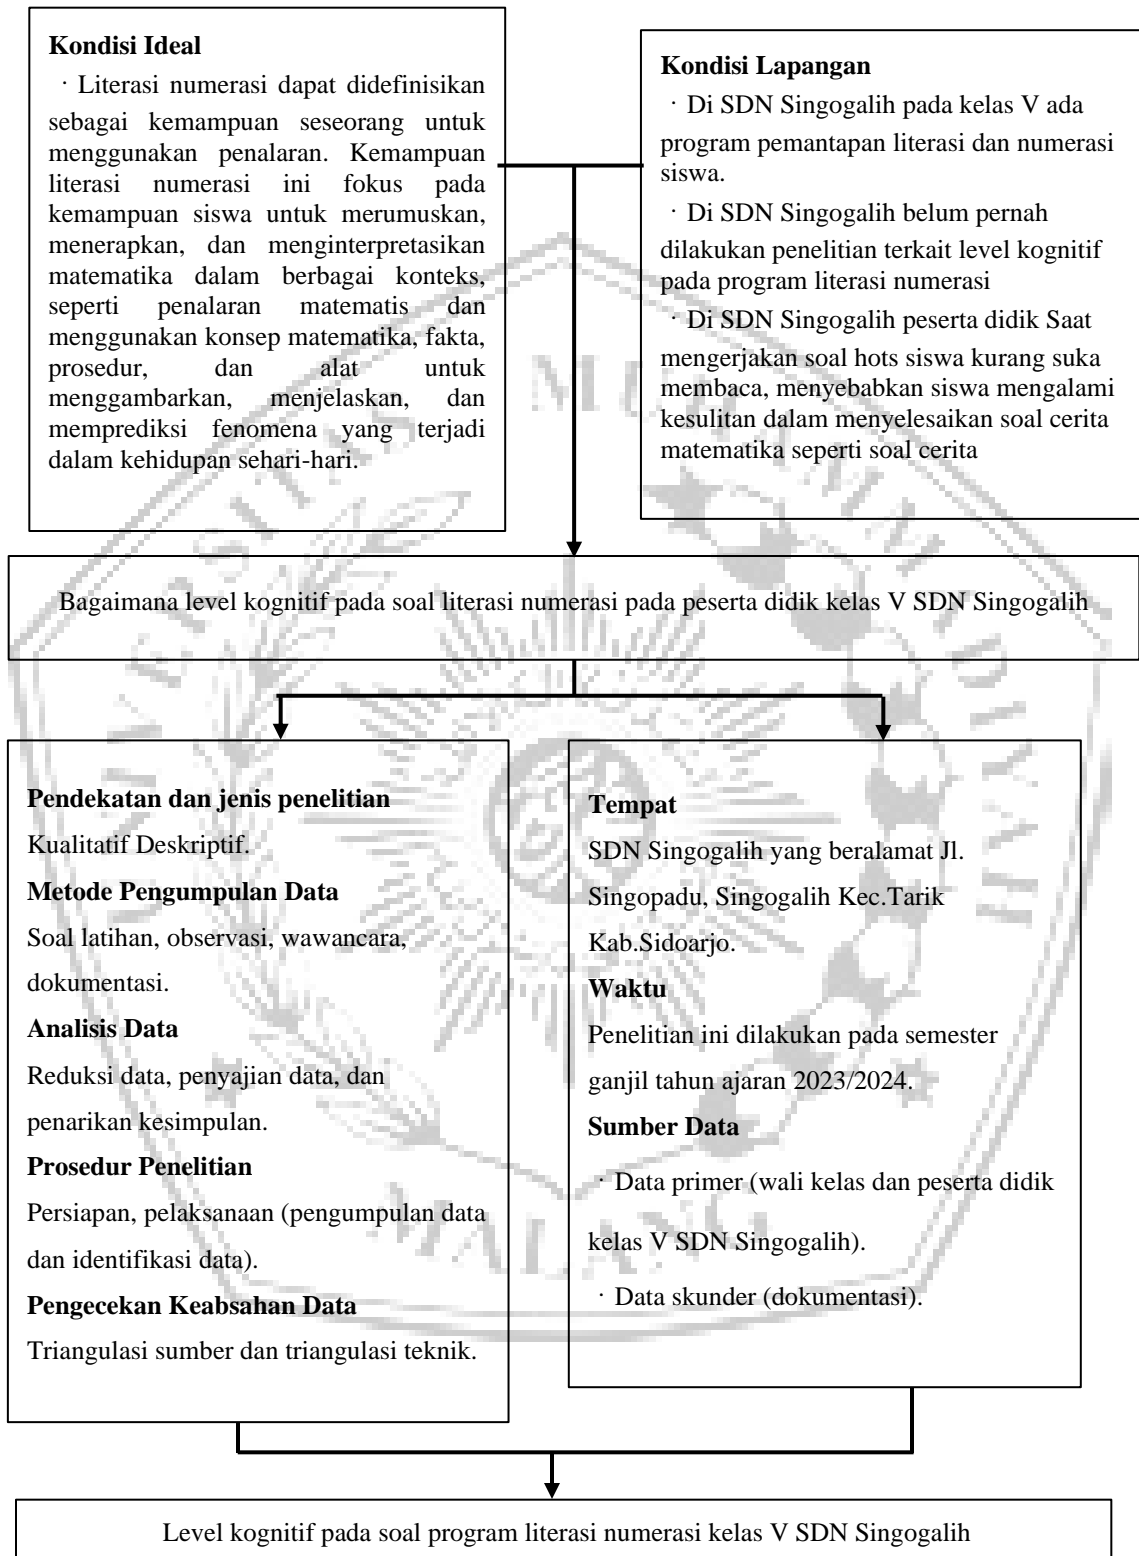 Kondisi Ideal
· Literasi numerasi dapat didefinisikan
sebagai kemampuan seseorang untuk
menggunakan penalaran. Kemampuan
literasi numerasi ini fokus pada
kemampuan siswa untuk merumuskan,
menerapkan, dan menginterpretasikan
matematika dalam berbagai konteks,
seperti penalaran matematis dan
menggunakan konsep matematika, fakta,
prosedur, dan alat untuk
menggambarkan, menjelaskan, dan
memprediksi fenomena yang terjadi
dalam kehidupan sehari-hari.
Kondisi Lapangan
· Di SDN Singogalih pada kelas V ada
program pemantapan literasi dan numerasi
siswa.
· Di SDN Singogalih belum pernah
dilakukan penelitian terkait level kognitif
pada program literasi numerasi
· Di SDN Singogalih peserta didik Saat
mengerjakan soal hots siswa kurang suka
membaca, menyebabkan siswa mengalami
kesulitan dalam menyelesaikan soal cerita
matematika seperti soal cerita
Bagaimana level kognitif pada soal literasi numerasi pada peserta didik kelas V SDN Singogalih
Pendekatan dan jenis penelitian
Kualitatif Deskriptif.
Metode Pengumpulan Data
Soal latihan, observasi, wawancara,
dokumentasi.
Analisis Data
Reduksi data, penyajian data, dan
penarikan kesimpulan.
Prosedur Penelitian
Persiapan, pelaksanaan (pengumpulan data
dan identifikasi data).
Pengecekan Keabsahan Data
Triangulasi sumber dan triangulasi teknik.
Tempat
SDN Singogalih yang beralamat Jl.
Singopadu, Singogalih Kec.Tarik
Kab.Sidoarjo.
Waktu
Penelitian ini dilakukan pada semester
ganjil tahun ajaran 2023/2024.
Sumber Data
· Data primer (wali kelas dan peserta didik
kelas V SDN Singogalih).
· Data skunder (dokumentasi).
Level kognitif pada soal program literasi numerasi kelas V SDN Singogalih
UNIVERSITAS MUHAMMADIYAH
MALANG